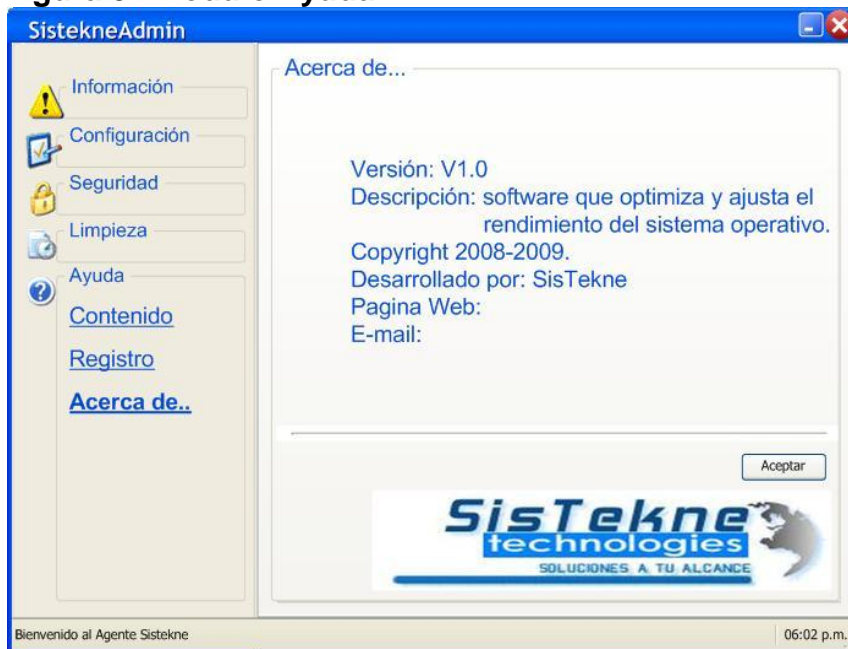 SistekneAdmin
Información
Configuración
Seguridad
Limpieza
Ayuda
Contenido
Registro
Acerca de..
Acerca de...
Versión: V1.0
Descripción: software que optimiza y ajusta el
rendimiento del sistema operativo.
Copyright 2008-2009.
Desarrollado por: SisTekne
Pagina Web:
E-mail:
Aceptar
SisTekne
technologies
SOLUCIONES A TU ALCANCE
Bienvenido al Agente Sistekne
06:02 p.m.